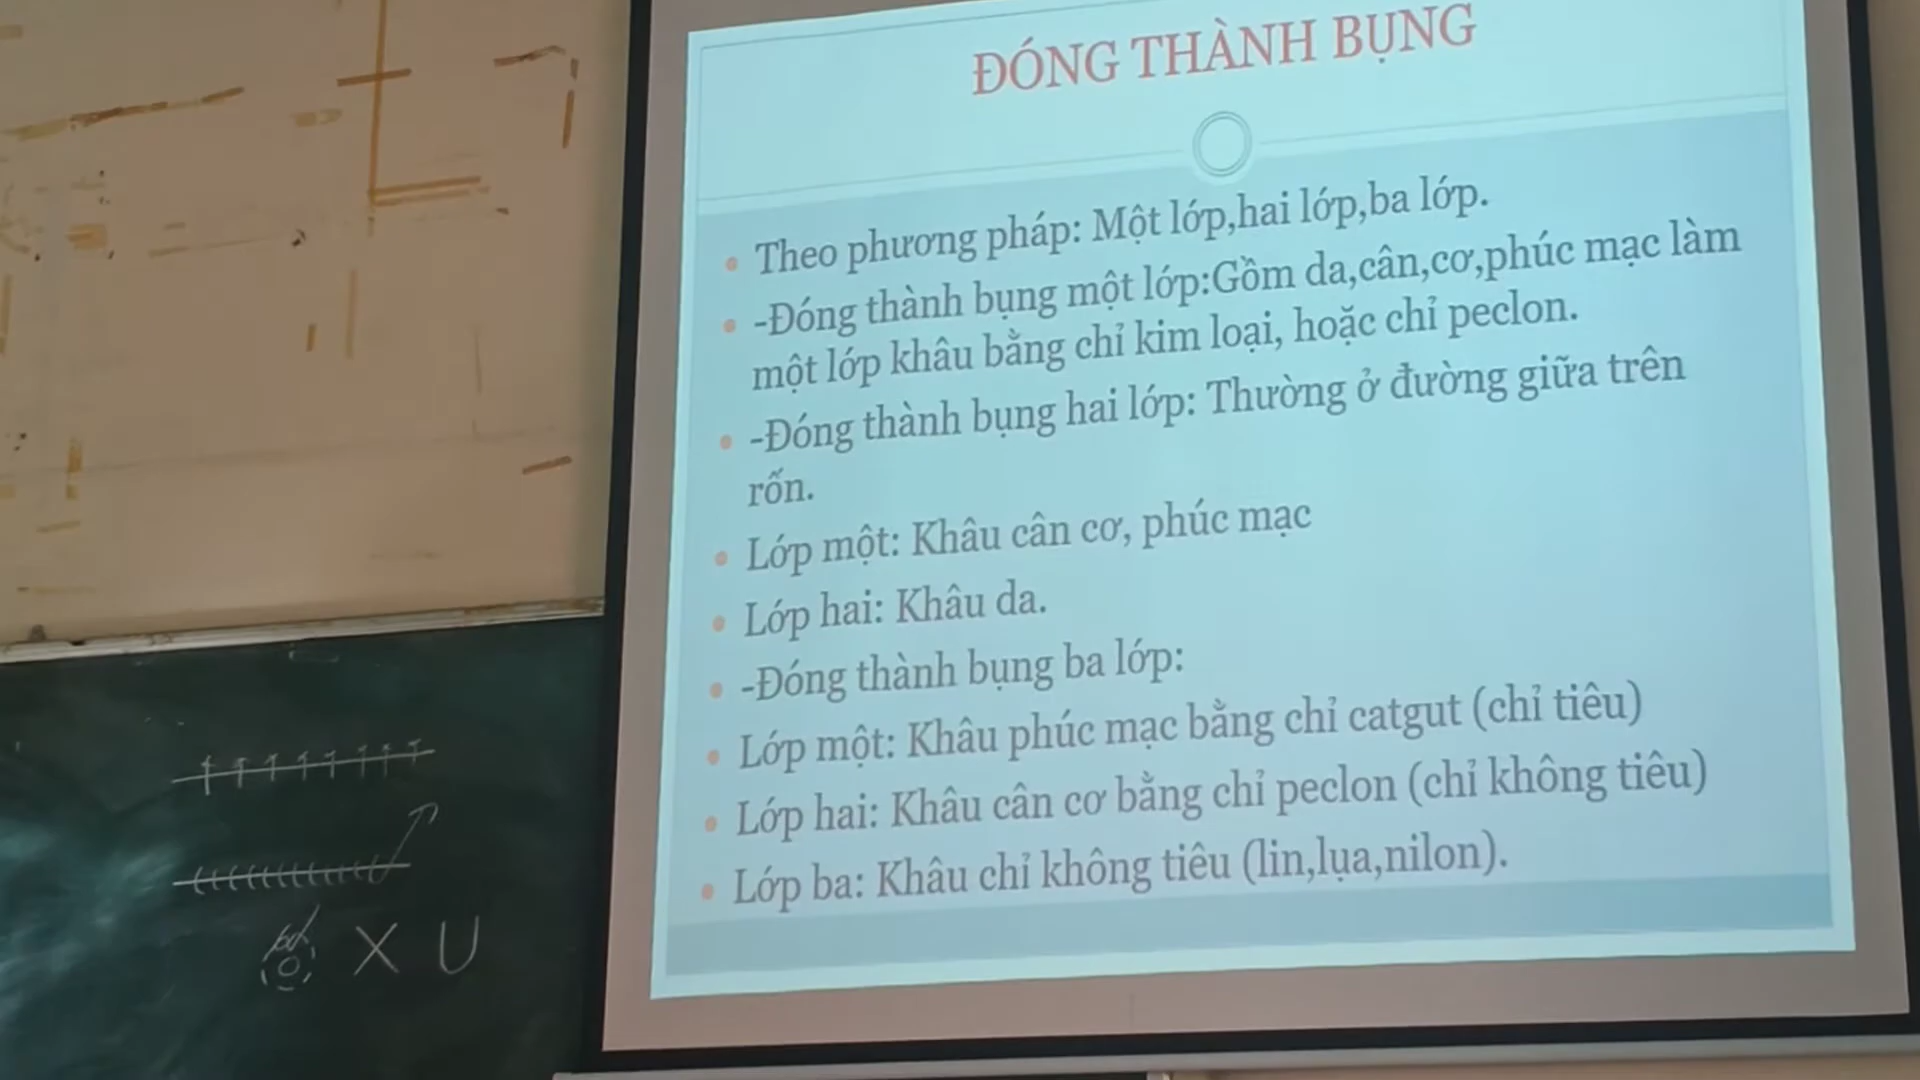 ĐÓNG THÀNH BỤNG
• Theo phương pháp: Một lớp,hai lớp,ba lớp.
• -Đóng thành bụng một lớp:Gồm da,cân,cơ,phúc mạc làm
một lớp khâu bằng chỉ kim loại, hoặc chỉ peclon.
• -Đóng thành bụng hai lớp: Thường ở đường giữa trên
rốn.
• Lớp một: Khâu cân cơ, phúc mạc
• Lớp hai: Khâu da.
• -Đóng thành bụng ba lớp:
• Lớp một: Khâu phúc mạc bằng chỉ catgut (chỉ tiêu)
• Lớp hai: Khâu cân cơ bằng chỉ peclon (chỉ không tiêu)
• Lớp ba: Khâu chỉ không tiêu (lin,lụa,nilon).
X U